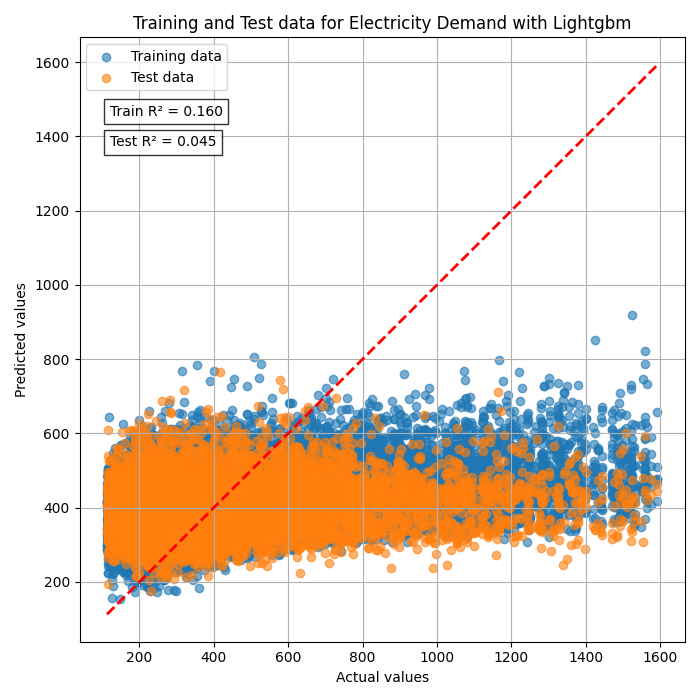 Training and Test data for Electricity Demand with Lightgbm
Training data
Test data
Train R² = 0.160
Test R² = 0.045
Predicted values
1600
1400
1200
1000
800
600
400
200
200 400 600 800 1000 1200 1400 1600
Actual values